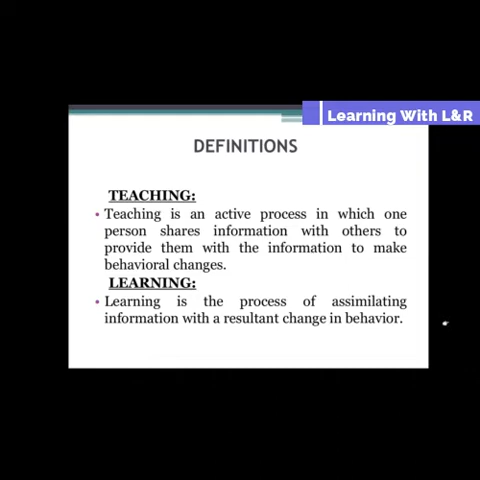 Learning With L&R
DEFINITIONS
TEACHING:
• Teaching is an active process in which one
person shares information with others to
provide them with the information to make
behavioral changes.
LEARNING:
• Learning is the process of assimilating
information with a resultant change in behavior.